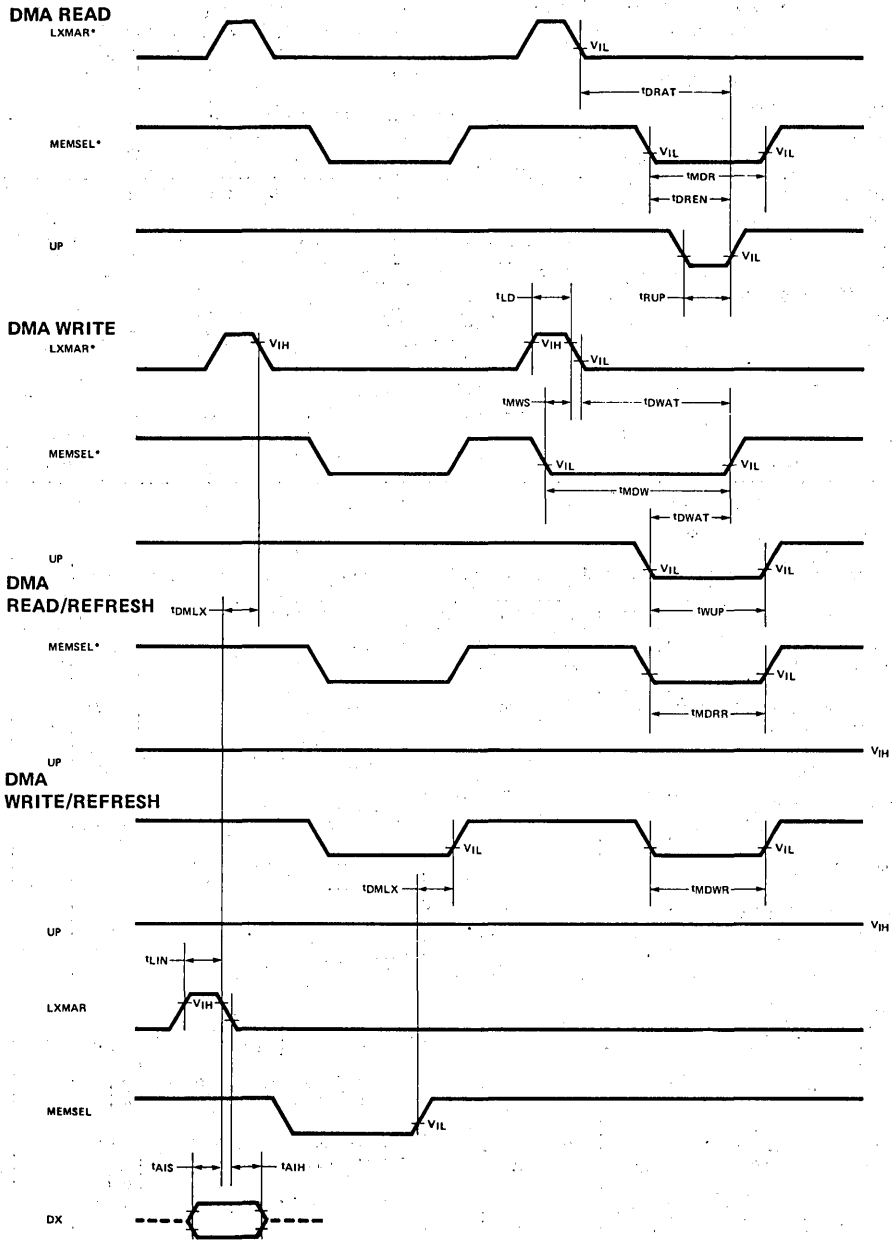 DMA READ
LXMAR*
VIL
tDRAT
MEMSEL*
VIL
VIL
tMDR
tDREN
UP
VIL
tLD
tRUP
DMA WRITE
LXMAR*
VIH
VIH
VIL
tMWS
tDWAT
MEMSEL*
VIL
VIL
tMDW
tDWAT
UP
VIL
VIL
DMA
READ/REFRESH
tDMLX
tWUP
MEMSEL*
VIL
tMDRR
UP
VIH
DMA
WRITE/REFRESH
VIL
VIL
tDMLX
tMDWR
UP
VIH
tLIN
LXMAR
VIH
MEMSEL
VIL
tAIS
tAIH
DX